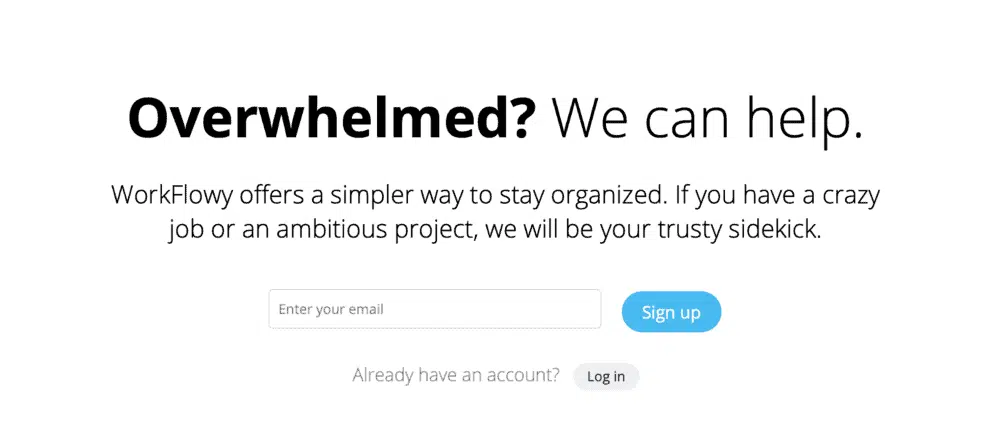 Overwhelmed? We can help.
WorkFlowy offers a simpler way to stay organized. If you have a crazy
job or an ambitious project, we will be your trusty sidekick.
Enter your email
Sign up
Already have an account?
Log in